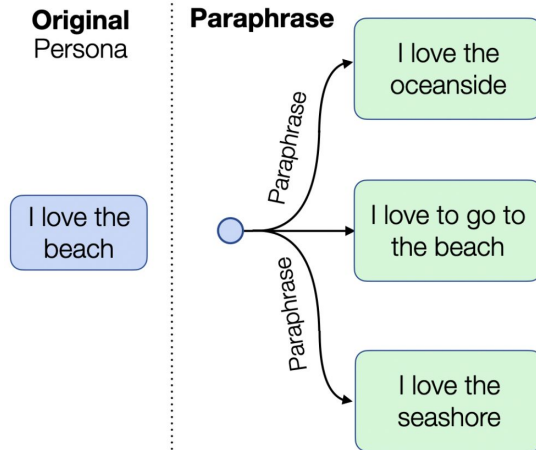 Original
Persona
Paraphrase
I love the
beach
Paraphrase
Paraphrase
I love the
oceanside
I love to go to
the beach
I love the
seashore